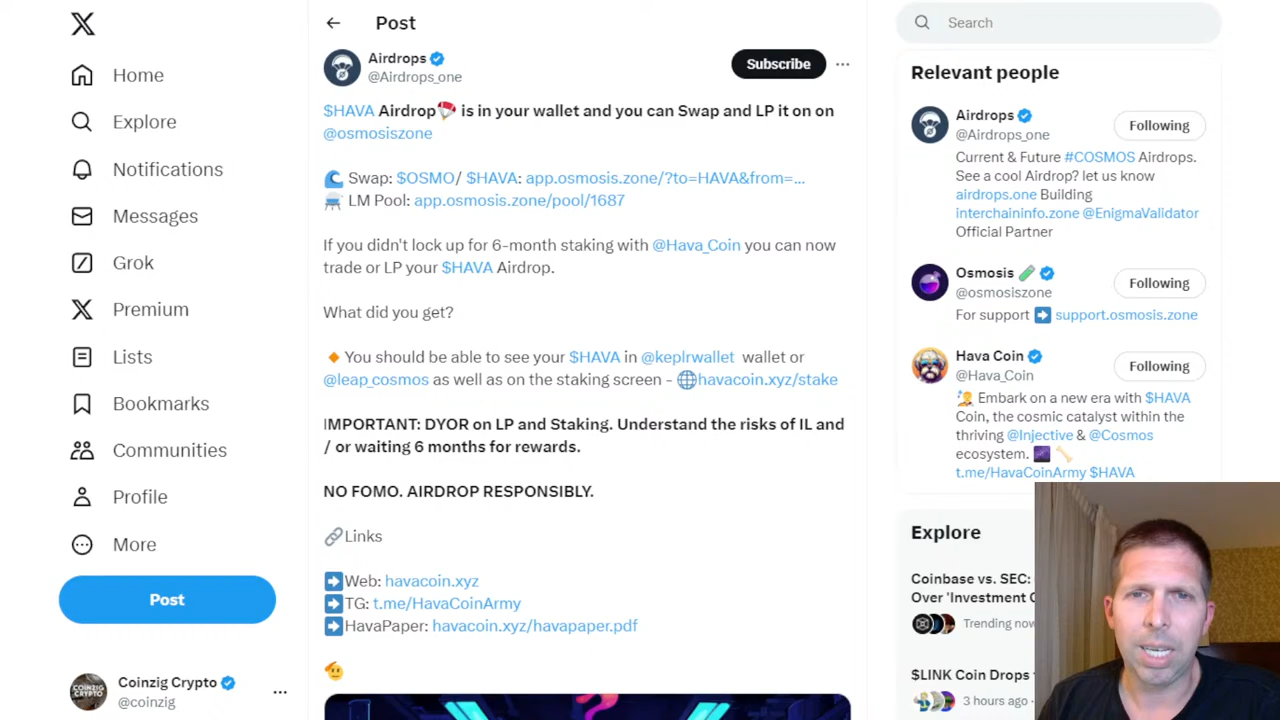 Home
Explore
Notifications
Messages
Grok
Premium
Lists
Bookmarks
Communities
Profile
More
Post
Coinzig Crypto
@coinzig
Post
Airdrops
@Airdrops_one
Subscribe
$HAVA Airdrop is in your wallet and you can Swap and LP it on on
@osmosiszone
Swap: $OSMO/ $HAVA: app.osmosis.zone/?to=HAVA&from=...
LM Pool: app.osmosis.zone/pool/1687
If you didn't lock up for 6-month staking with @Hava_Coin you can now
trade or LP your $HAVA Airdrop.
What did you get?
You should be able to see your $HAVA in @keplrwallet wallet or
@leap_cosmos as well as on the staking screen - havacoin.xyz/stake
IMPORTANT: DYOR on LP and Staking. Understand the risks of IL and
/ or waiting 6 months for rewards.
NO FOMO. AIRDROP RESPONSIBLY.
Links
Web: havacoin.xyz
TG: t.me/HavaCoinArmy
HavaPaper: havacoin.xyz/havapaper.pdf
Search
Relevant people
Airdrops
@Airdrops_one
Following
Current & Future #COSMOS Airdrops.
See a cool Airdrop? let us know
airdrops.one Building
interchaininfo.zone @EnigmaValidator
Official Partner
Osmosis
@osmosiszone
Following
For support support.osmosis.zone
Hava Coin
@Hava_Coin
Following
Embark on a new era with $HAVA
Coin, the cosmic catalyst within the
thriving @Injective & @Cosmos
ecosystem.
t.me/HavaCoinArmy $HAVA
Explore
Coinbase vs. SEC:
Over 'Investment
Trending now
$LINK Coin Drops
3 hours ago ·